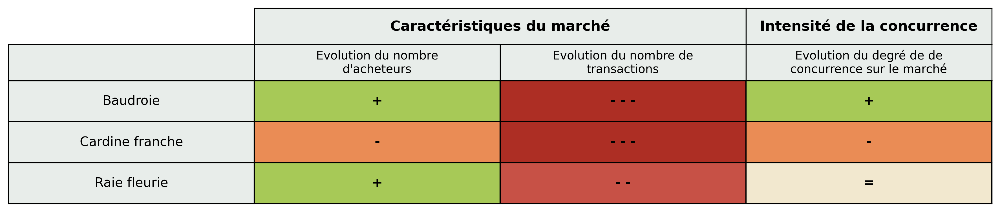 Caractéristiques du marché
Intensité de la concurrence
Evolution du nombre
d'acheteurs
Evolution du nombre de
transactions
Evolution du degré de de
concurrence sur le marché
Baudroie
+
- - -
+
Cardine franche
-
- - -
-
Raie fleurie
+
- -
=